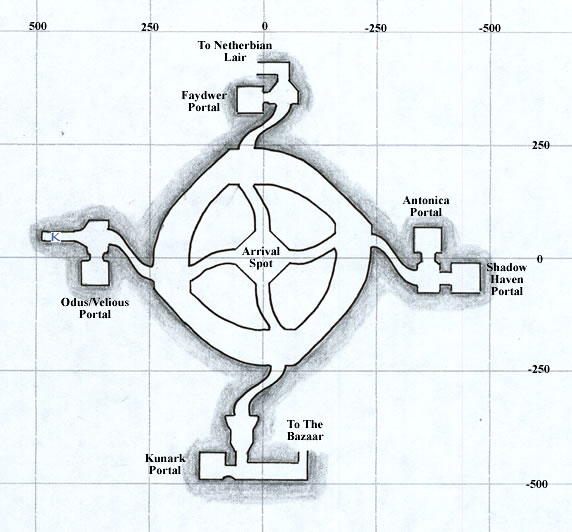 500
250
0
-250
-500
To Netherbian
Lair
Faydwer
Portal
250
Antonica
Portal
K
Arrival
Spot
0
Shadow
Haven
Portal
Odus/Velious
Portal
-250
To The
Bazaar
Kunark
Portal
-500